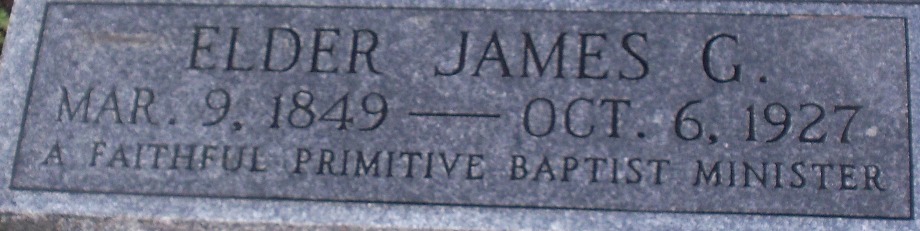 ELDER JAMES G.
MAR. 9, 1849 — OCT. 6, 1927
A FAITHFUL PRIMITIVE BAPTIST MINISTER